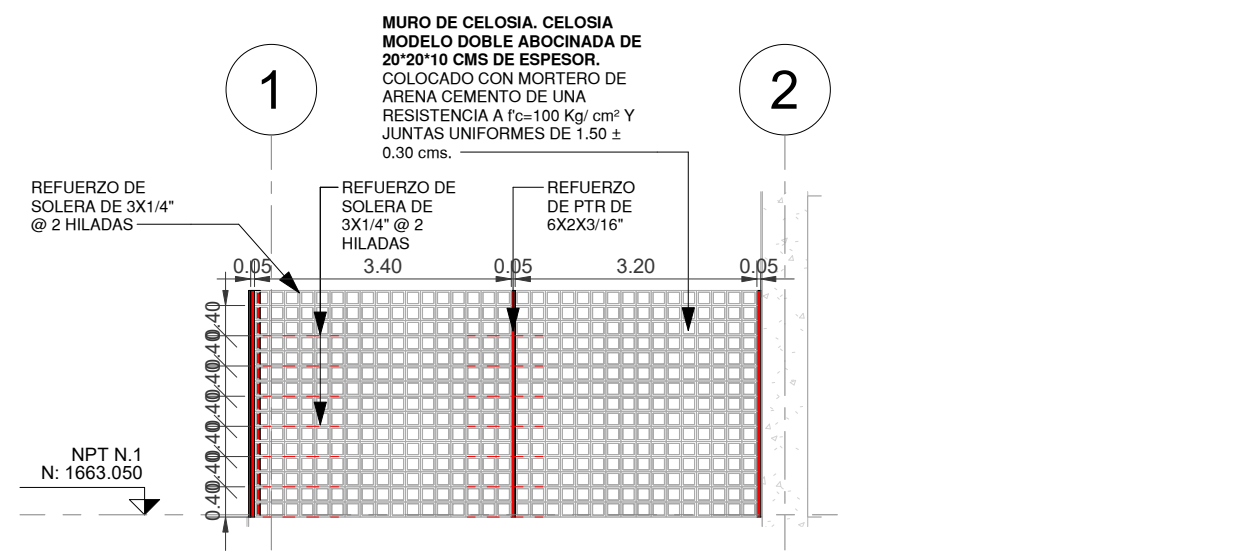 MURO DE CELOSIA. CELOSIA
MODELO DOBLE ABOCINADA DE
20*20*10 CMS DE ESPESOR.
COLOCADO CON MORTERO DE
ARENA CEMENTO DE UNA
RESISTENCIA A f'c=100 Kg/ cm² Y
JUNTAS UNIFORMES DE 1.50 ±
0.30 cms.
1
2
REFUERZO DE
SOLERA DE 3X1/4"
@ 2 HILADAS
REFUERZO DE
SOLERA DE
3X1/4" @ 2
HILADAS
REFUERZO
DE PTR DE
6X2X3/16"
0.05
3.40
0.05
3.20
0.05
0.40
0.40
0.40
0.40
0.40
0.40
0.40
NPT N.1
N: 1663.050